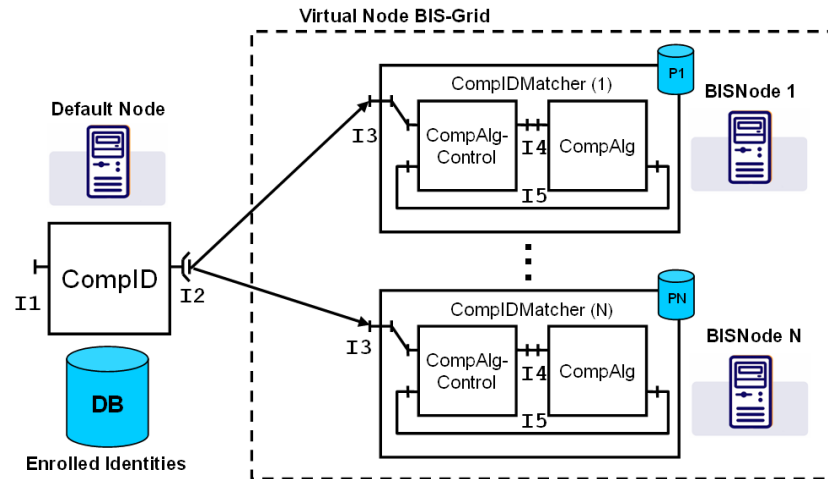 Virtual Node BIS-Grid
P1
CompIDMatcher (1)
BISNode 1
Default Node
I3
CompAlg-
Control
I4
CompAlg
I5
CompID
I1
I2
PN
CompIDMatcher (N)
BISNode N
I3
CompAlg-
Control
I4
CompAlg
I5
DB
Enrolled Identities